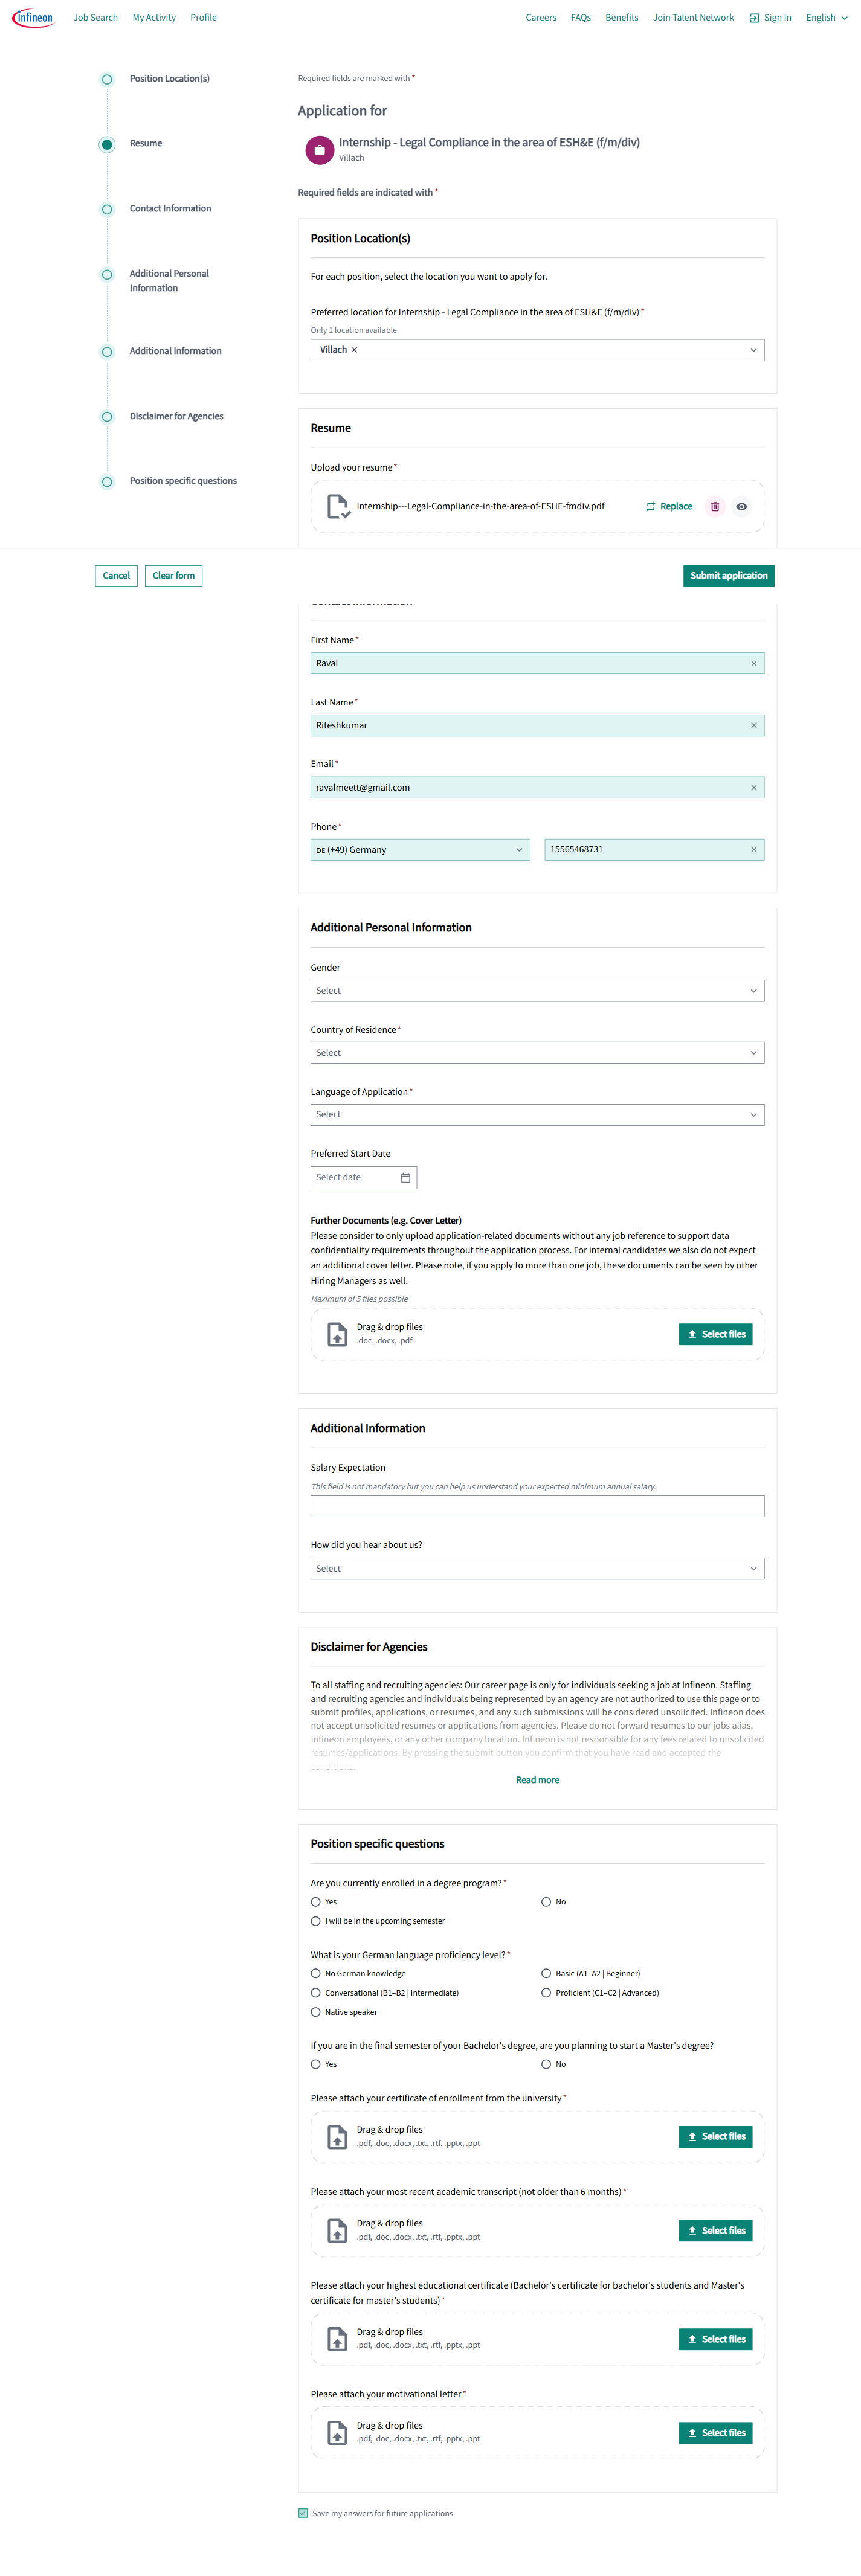 infineon
Job Search
My Activity
Profile
Careers
FAQs
Benefits
Join Talent Network
Sign In
English
Position Location(s)
Resume
Contact Information
Additional Personal
Information
Additional Information
Disclaimer for Agencies
Position specific questions
Required fields are marked with *
Application for
Internship - Legal Compliance in the area of ESH&E (f/m/div)
Villach
Required fields are indicated with *
Position Location(s)
For each position, select the location you want to apply for.
Preferred location for Internship - Legal Compliance in the area of ESH&E (f/m/div) *
Only 1 location available
Villach
Resume
Upload your resume *
Internship---Legal-Compliance-in-the-area-of-ESHE-fmdiv.pdf
Replace
Cancel
Clear form
Submit application
First Name *
Raval
Last Name *
Riteshkumar
Email *
ravalmeett@gmail.com
Phone *
DE (+49) Germany
15565468731
Additional Personal Information
Gender
Select
Country of Residence *
Select
Language of Application *
Select
Preferred Start Date
Select date
Further Documents (e.g. Cover Letter)
Please consider to only upload application-related documents without any job reference to support data
confidentiality requirements throughout the application process. For internal candidates we also do not expect
an additional cover letter. Please note, if you apply to more than one job, these documents can be seen by other
Hiring Managers as well.
Maximum of 5 files possible
Drag & drop files
.doc, .docx, .pdf
Select files
Additional Information
Salary Expectation
This field is not mandatory but you can help us understand your expected minimum annual salary.
How did you hear about us?
Select
Disclaimer for Agencies
To all staffing and recruiting agencies: Our career page is only for individuals seeking a job at Infineon. Staffing
and recruiting agencies and individuals being represented by an agency are not authorized to use this page or to
submit profiles, applications, or resumes, and any such submissions will be considered unsolicited. Infineon does
not accept unsolicited resumes or applications from agencies. Please do not forward resumes to our jobs alias,
Infineon employees, or any other company location. Infineon is not responsible for any fees related to unsolicited
resumes/applications. By pressing the submit button you confirm that you have read and accepted the
Read more
Position specific questions
Are you currently enrolled in a degree program? *
Yes
No
I will be in the upcoming semester
What is your German language proficiency level? *
No German knowledge
Basic (A1–A2 | Beginner)
Conversational (B1–B2 | Intermediate)
Proficient (C1–C2 | Advanced)
Native speaker
If you are in the final semester of your Bachelor's degree, are you planning to start a Master's degree?
Yes
No
Please attach your certificate of enrollment from the university *
Drag & drop files
.pdf, .doc, .docx, .txt, .rtf, .pptx, .ppt
Select files
Please attach your most recent academic transcript (not older than 6 months) *
Drag & drop files
.pdf, .doc, .docx, .txt, .rtf, .pptx, .ppt
Select files
Please attach your highest educational certificate (Bachelor's certificate for bachelor's students and Master's
certificate for master's students) *
Drag & drop files
.pdf, .doc, .docx, .txt, .rtf, .pptx, .ppt
Select files
Please attach your motivational letter *
Drag & drop files
.pdf, .doc, .docx, .txt, .rtf, .pptx, .ppt
Select files
Save my answers for future applications